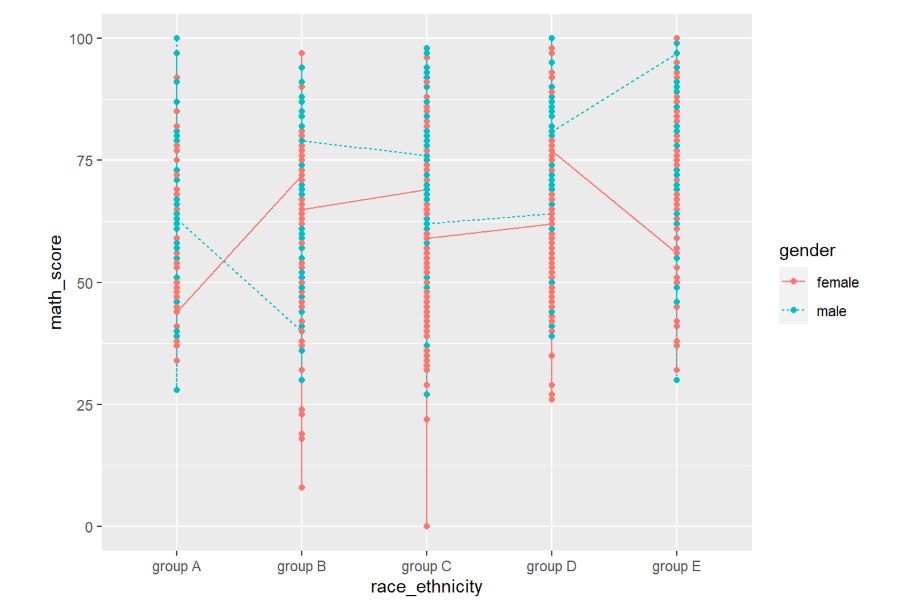 100
75
50
25
0
math_score
group A group B group C group D group E
race_ethnicity
gender
female
male